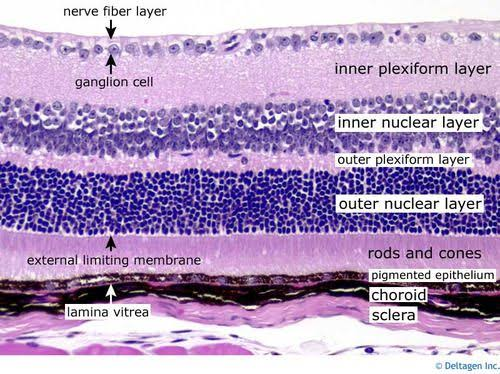 nerve fiber layer
ganglion cell
inner plexiform layer
inner nuclear layer
outer plexiform layer
outer nuclear layer
external limiting membrane
rods and cones
pigmented epithelium
choroid
lamina vitrea
sclera
© Deltagen Inc.